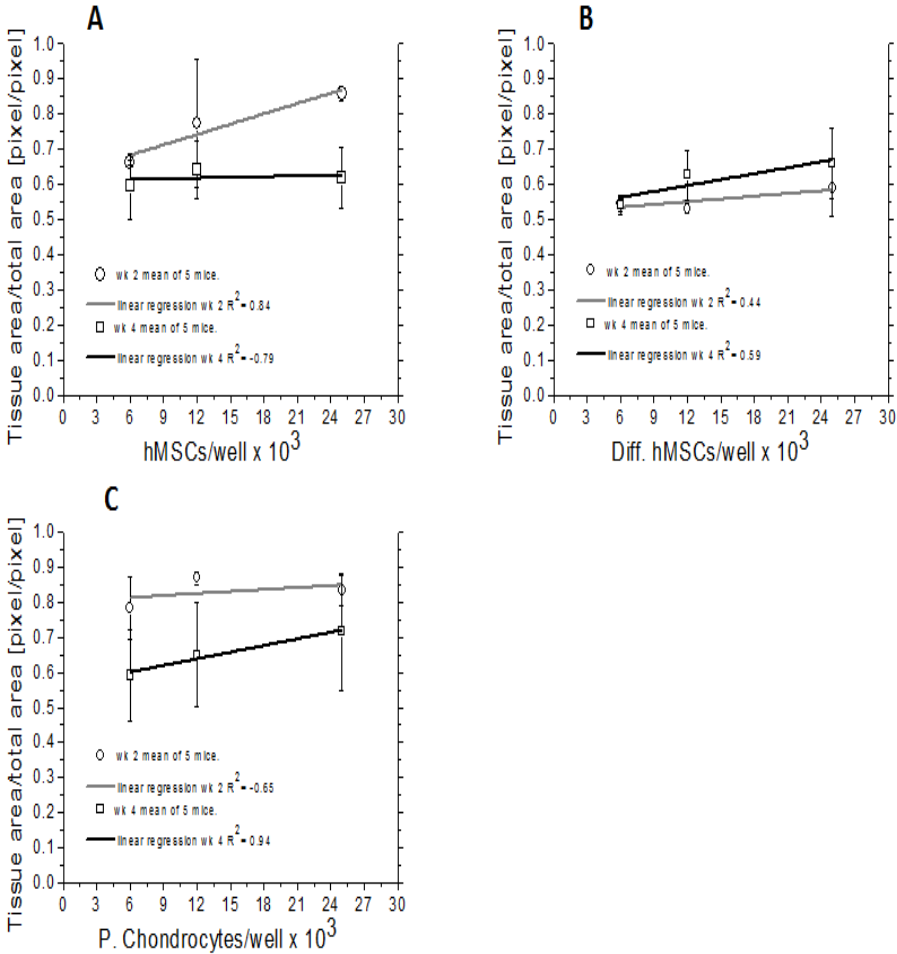 A
Tissue area/total area [pixel/pixel]
1.0
0.9
0.8
0.7
0.6
0.5
0.4
0.3
0.2
0.1
0.0
wk 2 mean of 5 mice.
linear regression wk 2 R²= 0.84
wk 4 mean of 5 mice.
linear regression wk 4 R²= -0.79
0 3 6 9 12 15 18 21 24 27 30
hMSCs/well x 10³
B
Tissue area/total area [pixel/pixel]
1.0
0.9
0.8
0.7
0.6
0.5
0.4
0.3
0.2
0.1
0.0
wk 2 mean of 5 mice.
linear regression wk 2 R²= 0.44
wk 4 mean of 5 mice.
linear regression wk 4 R²= 0.59
0 3 6 9 12 15 18 21 24 27 30
Diff. hMSCs/well x 10³
C
Tissue area/total area [pixel/pixel]
1.0
0.9
0.8
0.7
0.6
0.5
0.4
0.3
0.2
0.1
0.0
wk 2 mean of 5 mice.
linear regression wk 2 R²= -0.65
wk 4 mean of 5 mice.
linear regression wk 4 R²= 0.94
0 3 6 9 12 15 18 21 24 27 30
P. Chondrocytes/well x 10³